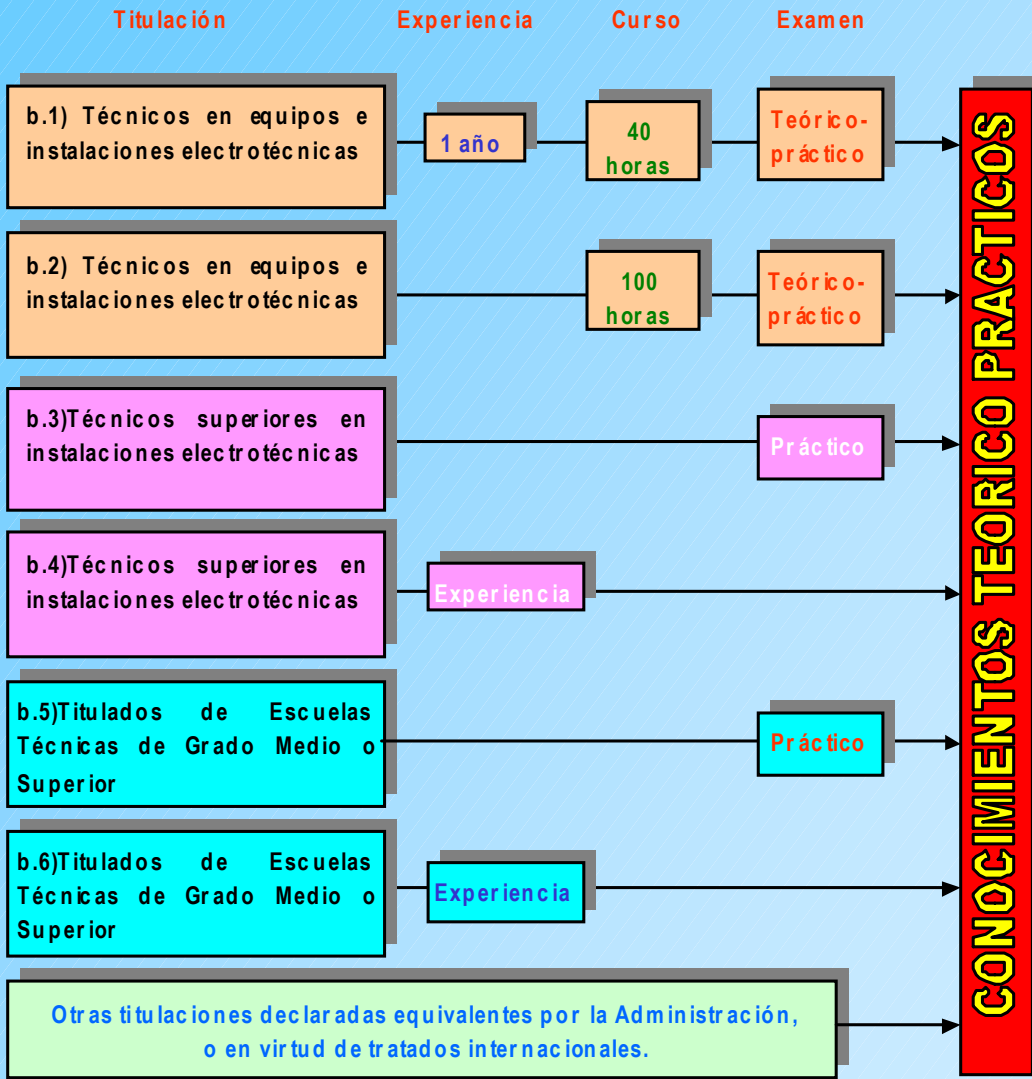 Titulación Experiencia Curso Examen
b.1) Técnicos en equipos e
instalaciones electrotécnicas
1 año
40
horas
Teórico-
práctico
b.2) Técnicos en equipos e
instalaciones electrotécnicas
100
horas
Teórico-
práctico
b.3)Técnicos superiores en
instalaciones electrotécnicas
Práctico
b.4)Técnicos superiores en
instalaciones electrotécnicas
Experiencia
b.5)Titulados de Escuelas
Técnicas de Grado Medio o
Superior
Práctico
b.6)Titulados de Escuelas
Técnicas de Grado Medio o
Superior
Experiencia
Otras titulaciones declaradas equivalentes por la Administración,
o en virtud de tratados internacionales.
CONOCIMIENTOS TEORICO PRACTICOS